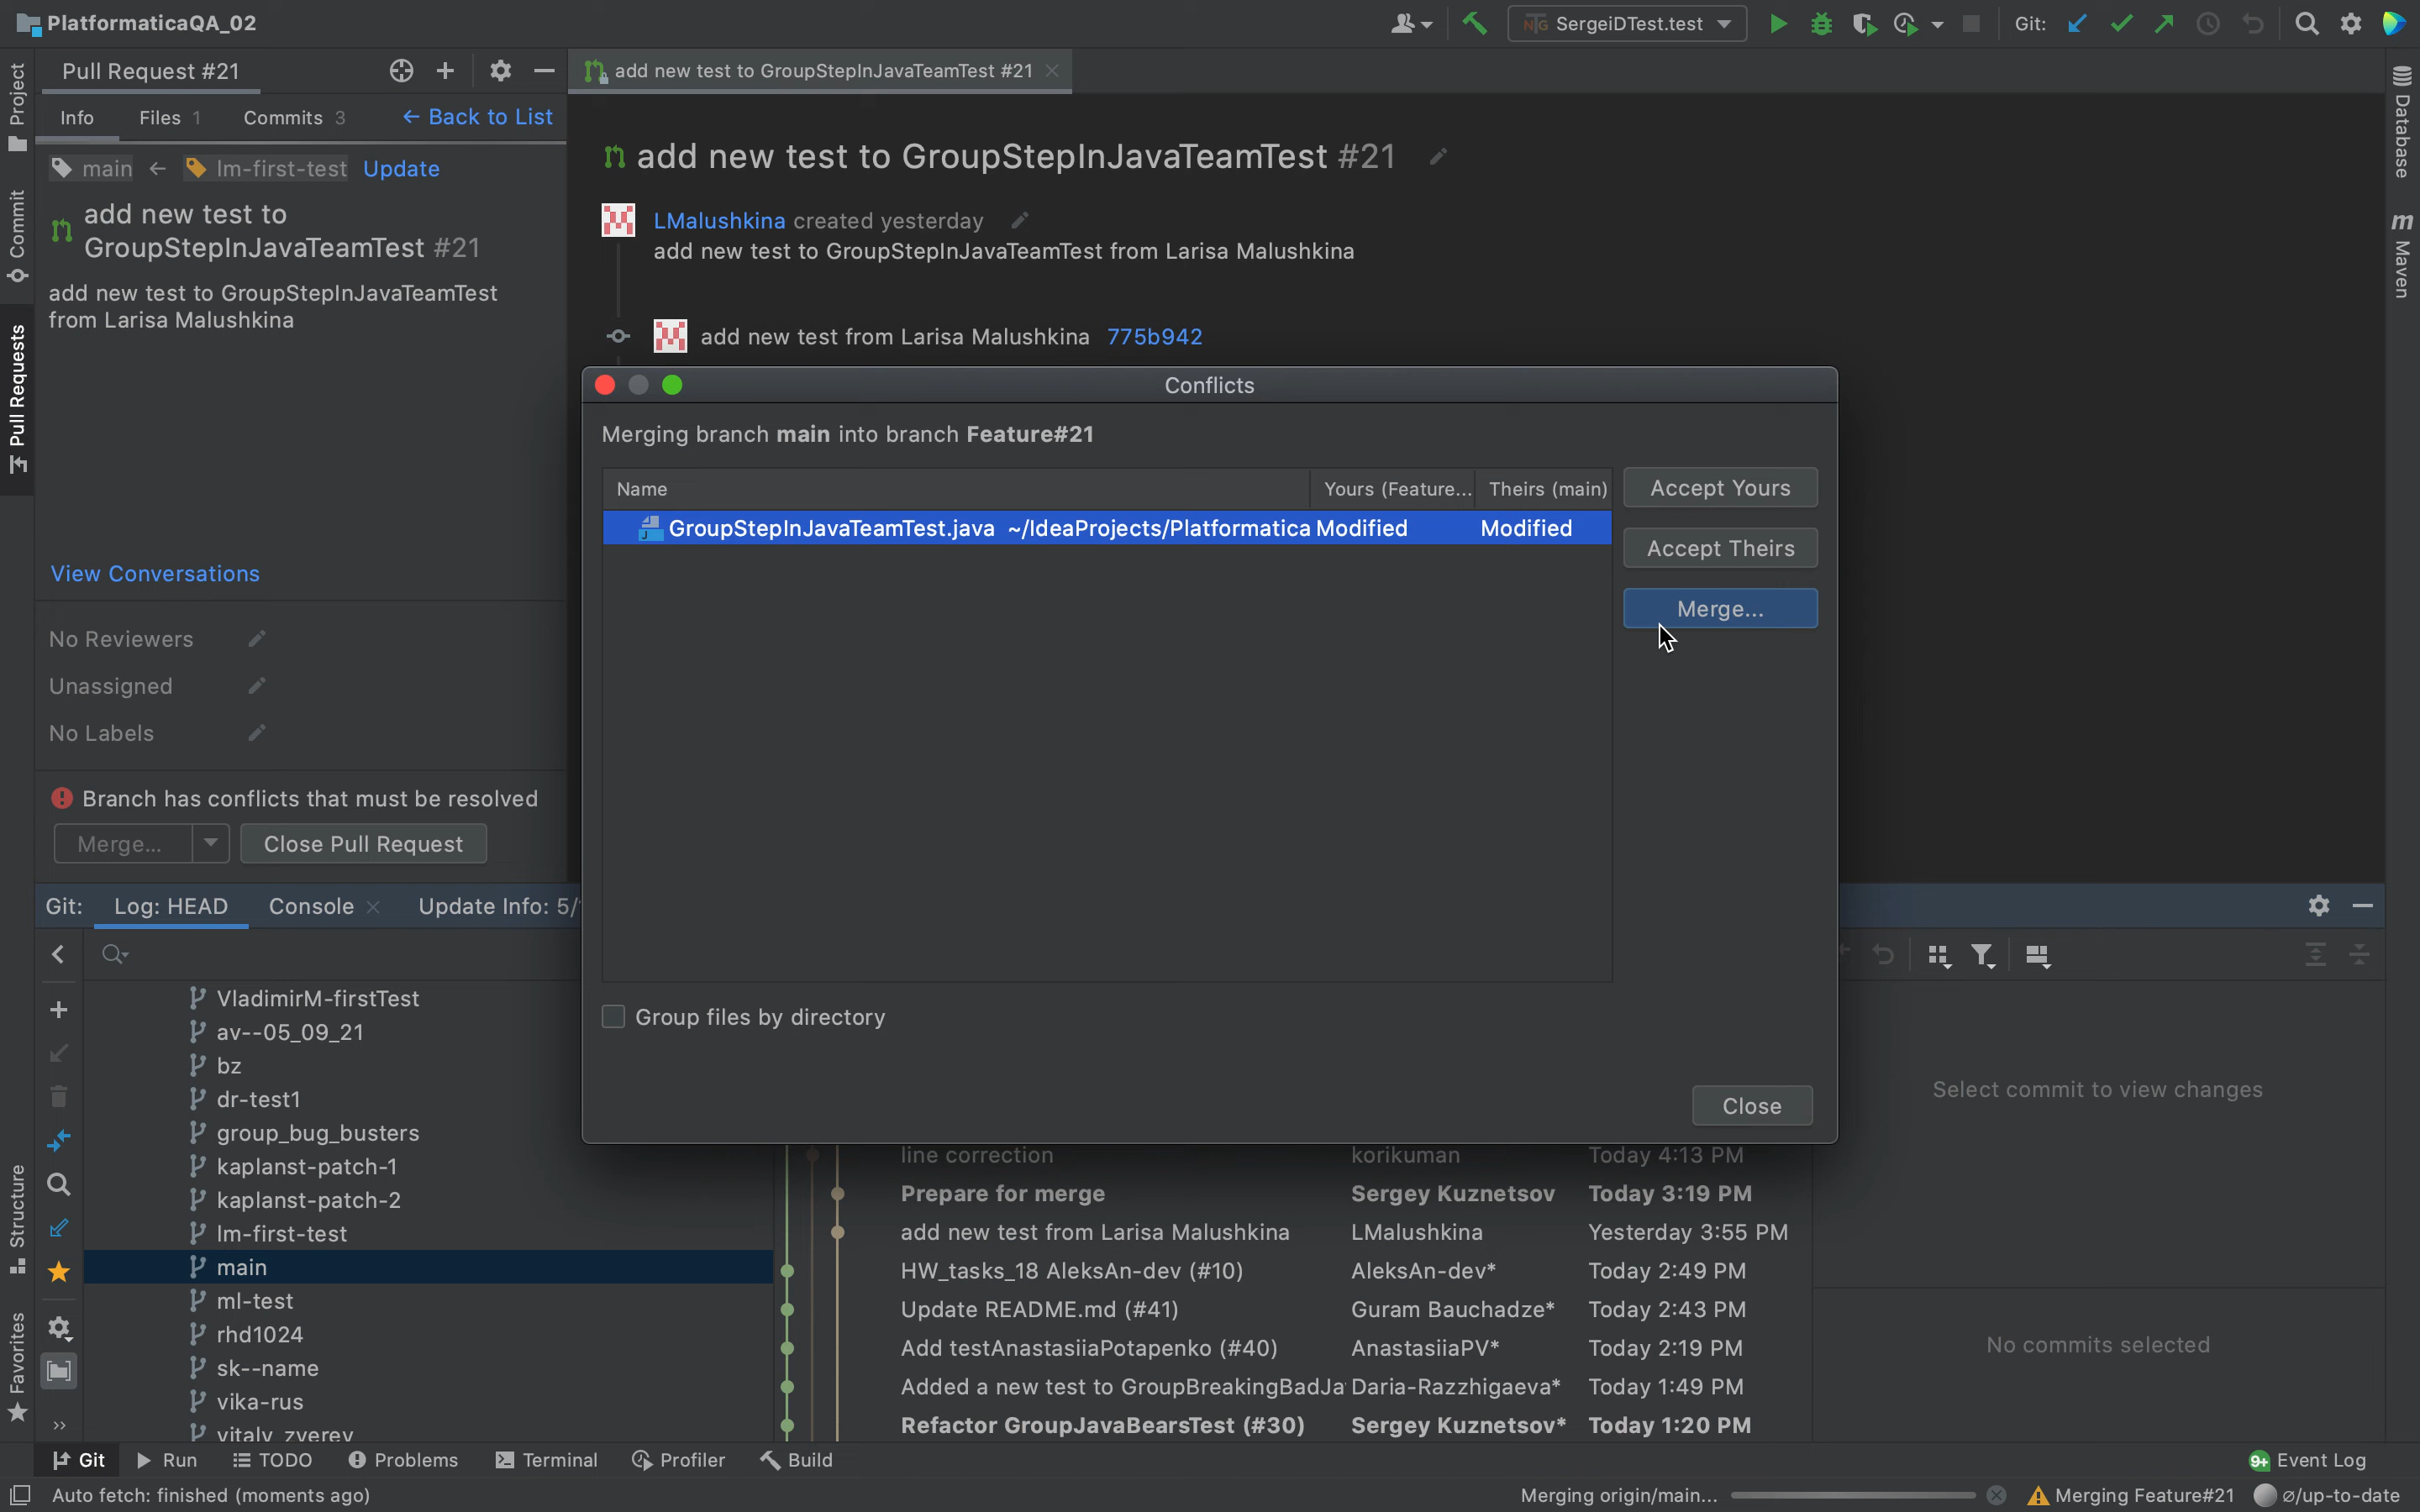 PlatformaticaQA_02
SergeiDTest.test
Git:
Pull Request #21
add new test to GroupStepInJavaTeamTest #21
Info
Files 1
Commits 3
← Back to List
main ← lm-first-test Update
add new test to
GroupStepInJavaTeamTest #21
add new test to GroupStepInJavaTeamTest
from Larisa Malushkina
View Conversations
No Reviewers
Unassigned
No Labels
Branch has conflicts that must be resolved
Merge...
Close Pull Request
add new test to GroupStepInJavaTeamTest #21
LMalushkina created yesterday
add new test to GroupStepInJavaTeamTest from Larisa Malushkina
add new test from Larisa Malushkina 775b942
Conflicts
Merging branch main into branch Feature#21
Name
Yours (Feature...
Theirs (main)
GroupStepInJavaTeamTest.java ~/IdeaProjects/Platformatica Modified Modified
Accept Yours
Accept Theirs
Merge...
Group files by directory
Close
Git:
Log: HEAD
Console
Update Info: 5/
VladimirM-firstTest
av--05_09_21
bz
dr-test1
group_bug_busters
kaplanst-patch-1
kaplanst-patch-2
lm-first-test
main
ml-test
rhd1024
sk--name
vika-rus
vitaly_zverev
line correction korikuman Today 4:13 PM
Prepare for merge Sergey Kuznetsov Today 3:19 PM
add new test from Larisa Malushkina LMalushkina Yesterday 3:55 PM
HW_tasks_18 AleksAn-dev (#10) AleksAn-dev* Today 2:49 PM
Update README.md (#41) Guram Bauchadze* Today 2:43 PM
Add testAnastasiiaPotapenko (#40) AnastasiiaPV* Today 2:19 PM
Added a new test to GroupBreakingBadJa Daria-Razzhigaeva* Today 1:49 PM
Refactor GroupJavaBearsTest (#30) Sergey Kuznetsov* Today 1:20 PM
Select commit to view changes
No commits selected
Project
Commit
Pull Requests
Structure
Favorites
Database
m Maven
Git
Run
TODO
Problems
Terminal
Profiler
Build
9+ Event Log
Auto fetch: finished (moments ago)
Merging origin/main...
Merging Feature#21
∅/up-to-date